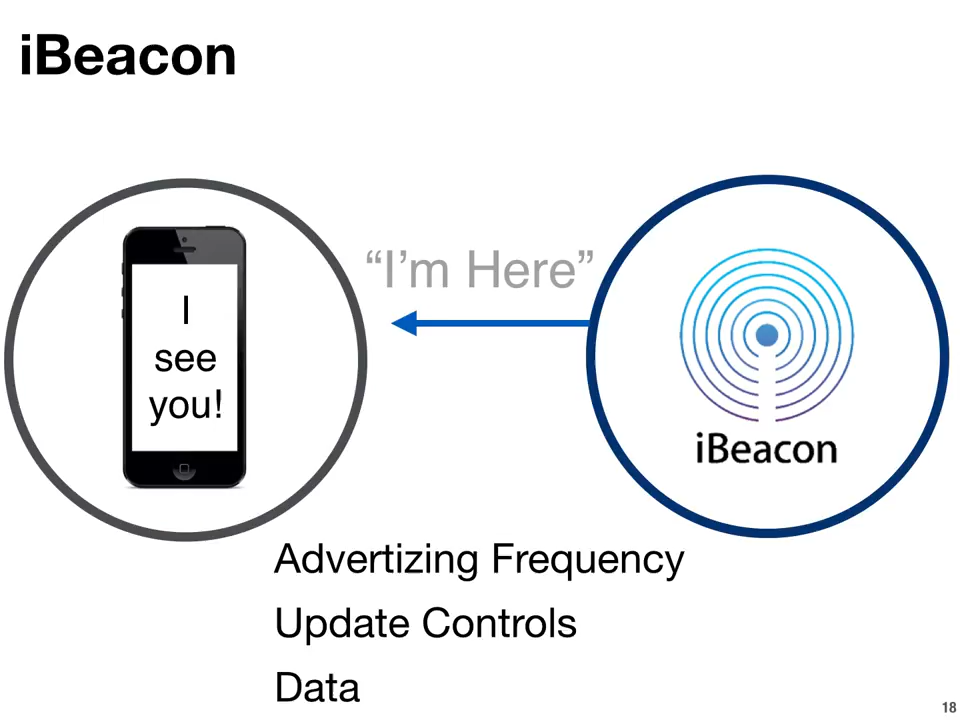 iBeacon
“I’m Here”
I
see
you!
iBeacon
Advertizing Frequency
Update Controls
Data
18